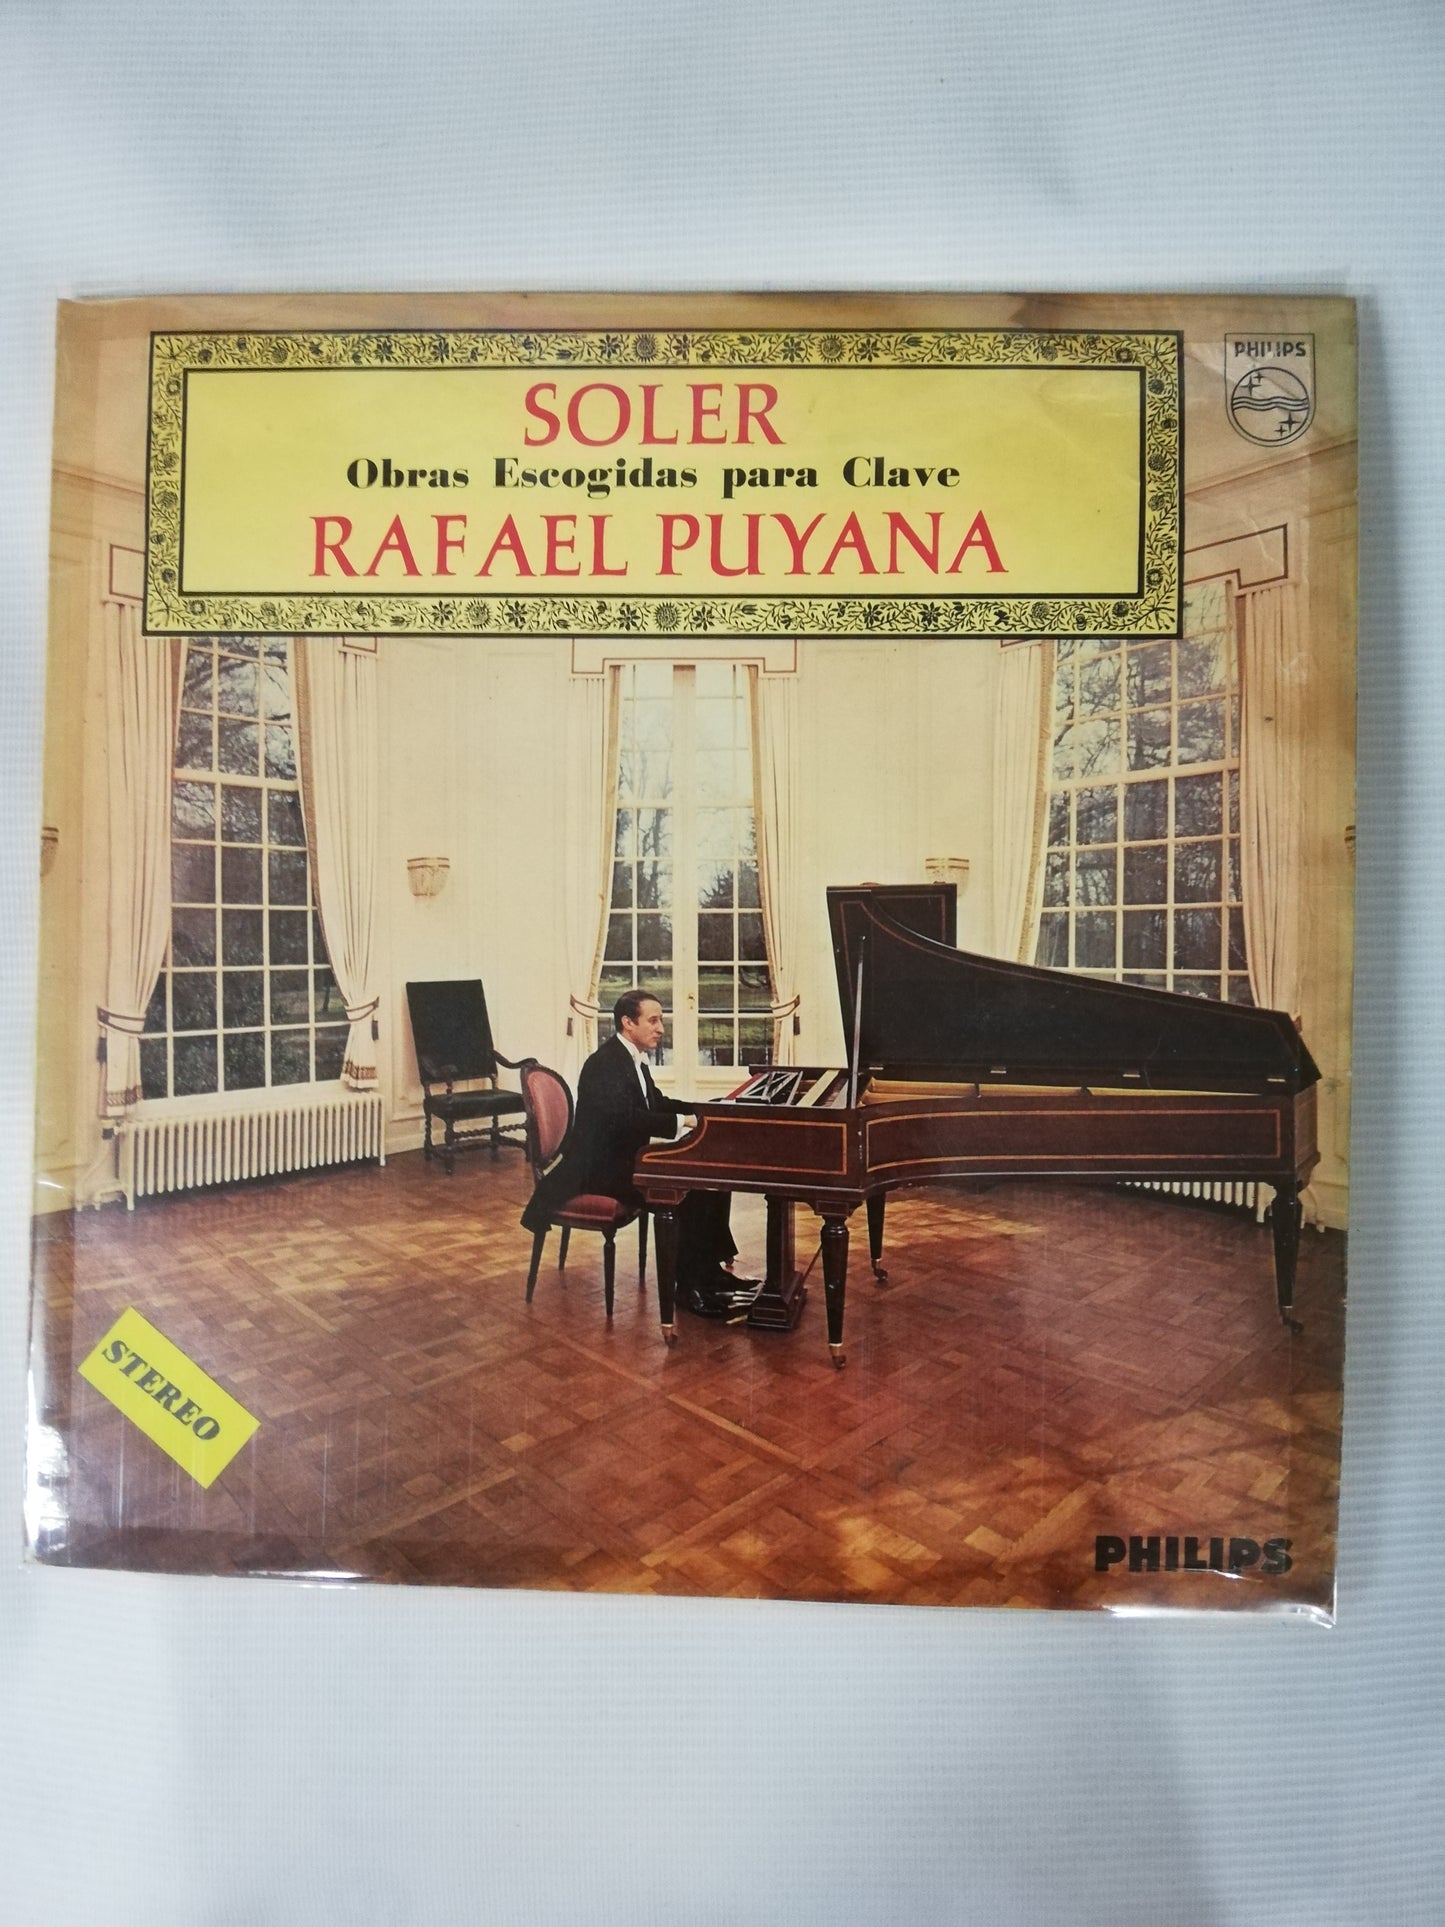 PHILIPS
SOLER
Obras Escogidas para Clave
RAFAEL PUYANA
STEREO
PHILIPS